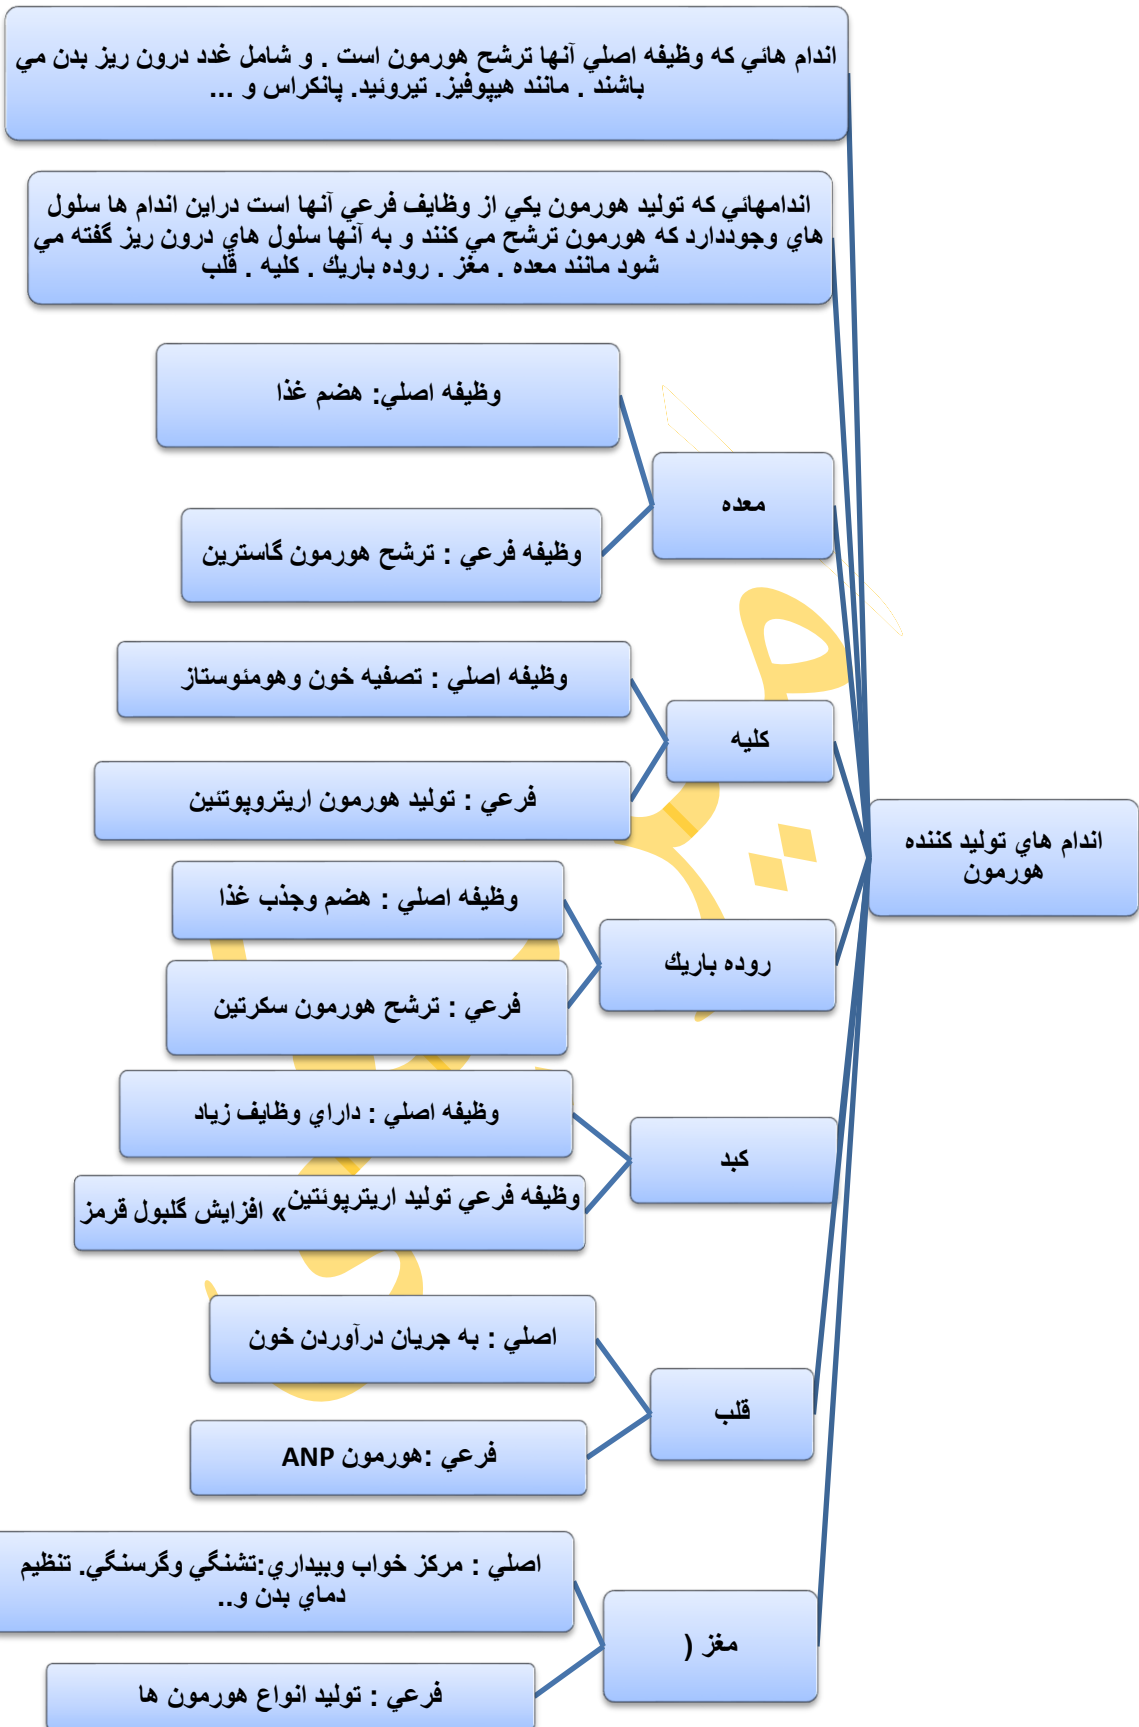 اندام هائي که وظيفه اصلي آنها ترشح هورمون است . و شامل غدد درون ريز بدن مي
باشند . مانند هيپوفيز. تيروئيد. پانکراس و ...
اندامهائي که توليد هورمون يکي از وظايف فرعي آنها است دراين اندام ها سلول
هاي وجوددارد که هورمون ترشح مي کنند و به آنها سلول هاي درون ريز گفته مي
شود مانند معده . مغز . روده باريك . کليه . قلب
وظيفه اصلي: هضم غذا
معده
وظيفه فرعي : ترشح هورمون گاسترين
وظيفه اصلي : تصفيه خون وهومئوستاز
کليه
فرعي : توليد هورمون اريتروپوتئين
اندام هاي توليد کننده
هورمون
وظيفه اصلي : هضم وجذب غذا
روده باريك
فرعي : ترشح هورمون سکرتين
وظيفه اصلي : داراي وظايف زياد
کبد
وظيفه فرعي توليد اريترپوئتين» افزايش گلبول قرمز
اصلي : به جريان درآوردن خون
قلب
فرعي :هورمون ANP
اصلي : مرکز خواب وبيداري:تشنگي وگرسنگي. تنظيم
دماي بدن و..
مغز (
فرعي : توليد انواع هورمون ها